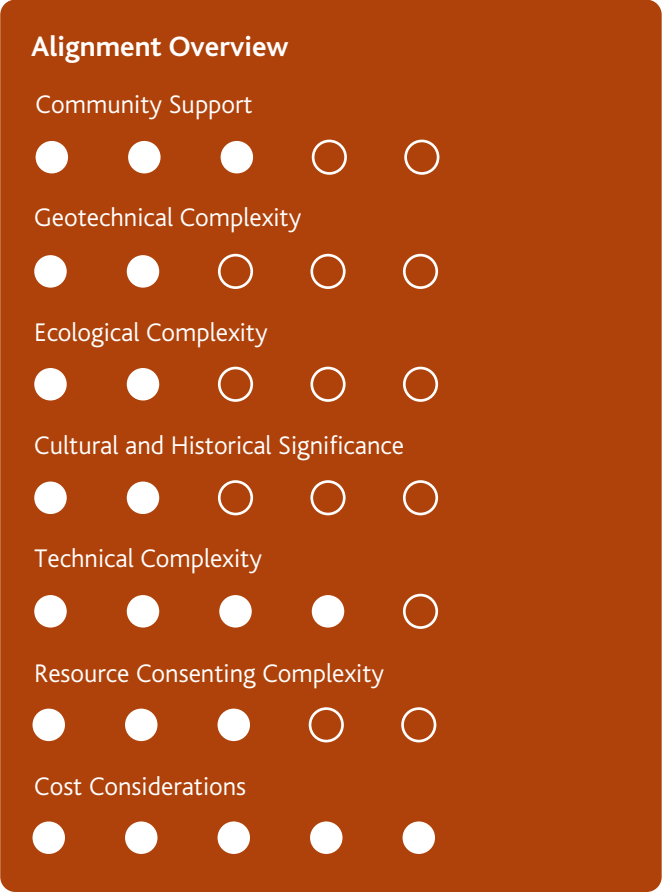 Alignment Overview
Community Support
Geotechnical Complexity
Ecological Complexity
Cultural and Historical Significance
Technical Complexity
Resource Consenting Complexity
Cost Considerations